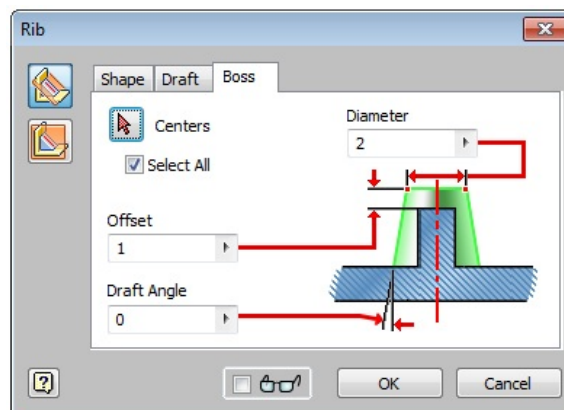 Rib
Shape Draft Boss
Centers
Select All
Diameter
2
Offset
1
Draft Angle
0
?
OK Cancel